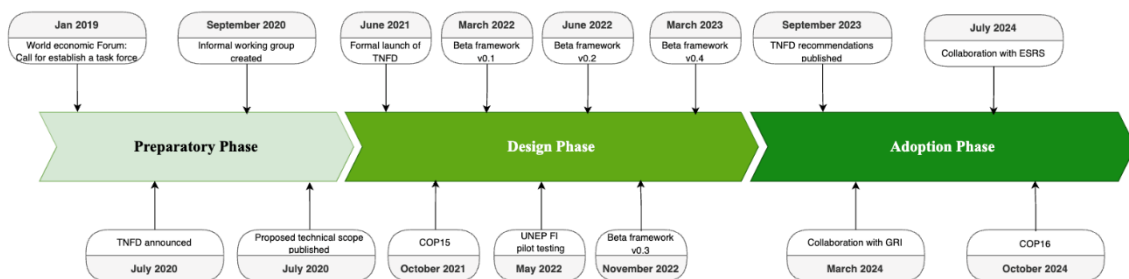 Jan 2019
World economic Forum:
Call for establish a task force
September 2020
Informal working group
created
June 2021
Formal launch of
TNFD
March 2022
Beta framework
v0.1
June 2022
Beta framework
v0.2
March 2023
Beta framework
v0.4
September 2023
TNFD recommendations
published
July 2024
Collaboration with ESRS
Preparatory Phase
Design Phase
Adoption Phase
TNFD announced
July 2020
Proposed technical scope
published
July 2020
COP15
October 2021
UNEP FI
pilot testing
May 2022
Beta framework
v0.3
November 2022
Collaboration with GRI
March 2024
COP16
October 2024